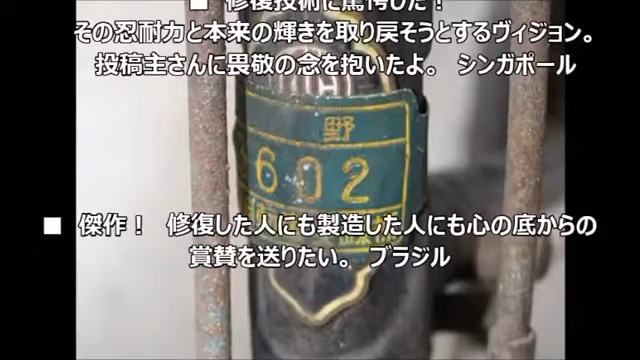 ■ 修復技術に驚愕した！
その忍耐力と本来の輝きを取り戻そうとするヴィジョン。
投稿主さんに畏敬の念を抱いたよ。 シンガポール
野
602
■ 傑作！ 修復した人にも製造した人にも心の底からの
賞賛を送りたい。 ブラジル